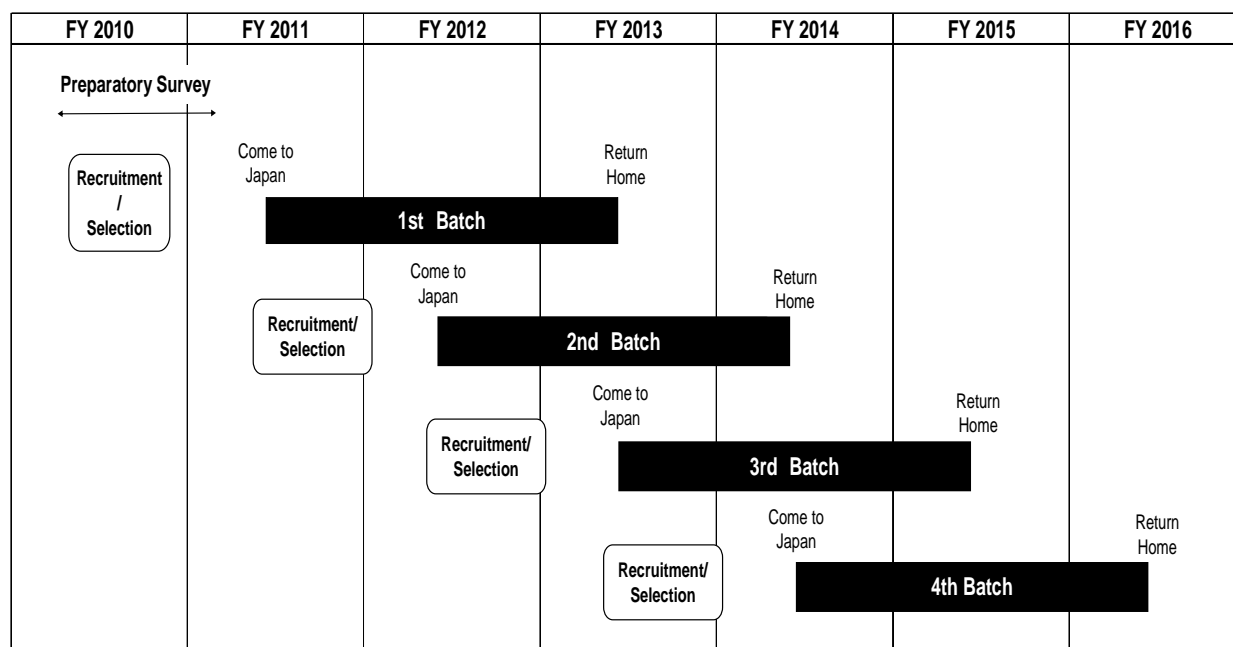 FY 2010 FY 2011 FY 2012 FY 2013 FY 2014 FY 2015 FY 2016
Preparatory Survey
Recruitment
/
Selection
Come to
Japan
Return
Home
1st Batch
Come to
Japan
Return
Home
Recruitment/
Selection
2nd Batch
Come to
Japan
Return
Home
Recruitment/
Selection
3rd Batch
Come to
Japan
Return
Home
Recruitment/
Selection
4th Batch